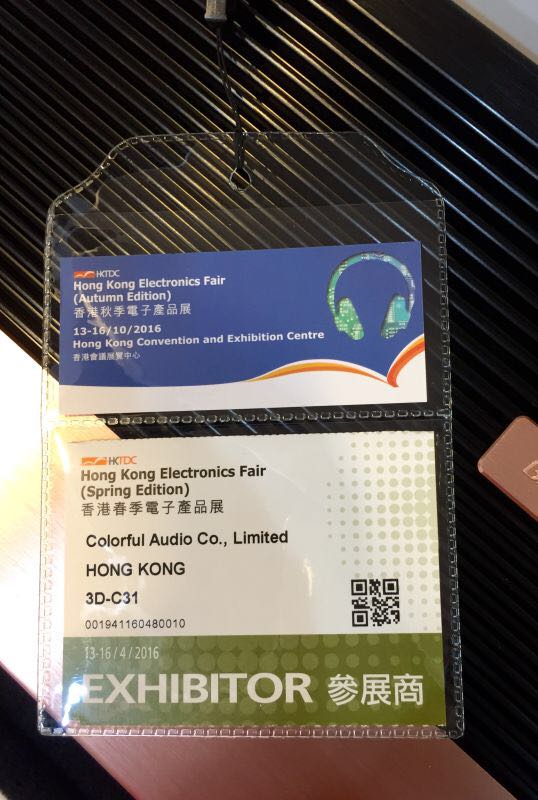 HKTDC
Hong Kong Electronics Fair
(Autumn Edition)
香港秋季電子產品展
13-16/10/2016
Hong Kong Convention and Exhibition Centre
香港會議展覽中心
HKTDC
Hong Kong Electronics Fair
(Spring Edition)
香港春季電子產品展
Colorful Audio Co., Limited
HONG KONG
3D-C31
001941160480010
13-16 / 4 / 2016
EXHIBITOR 參展商